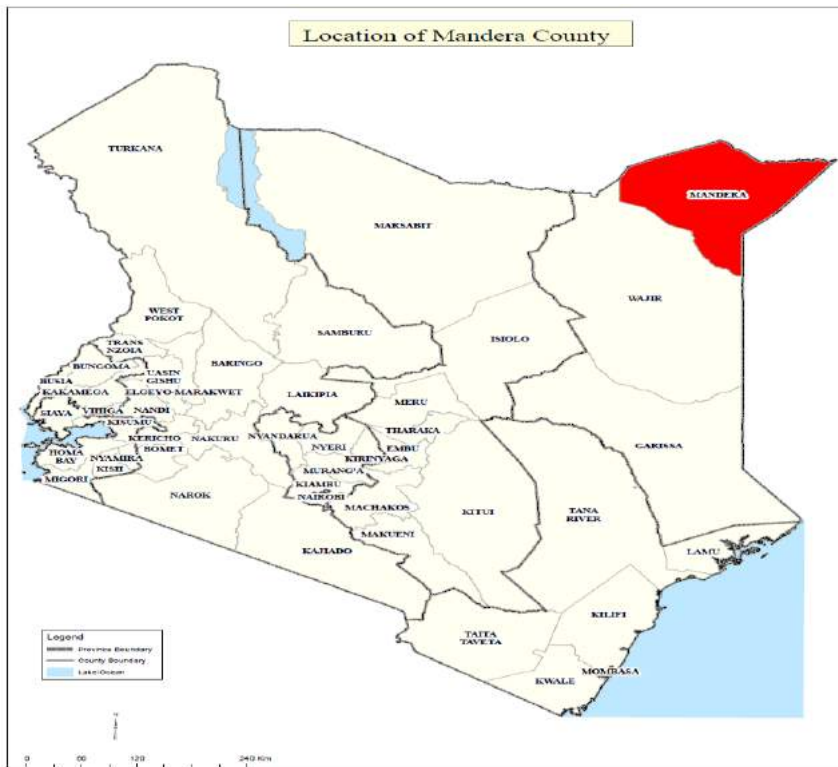 Location of Mandera County
TURKANA
MANDERA
MARSABIT
WAJIR
WEST
POKOT
SAMBURU
ISIOLO
TRANS
NZOIA
BUNGOMA
BARINGO
UASIN
GISHU
BUSIA
KAKAMEGA
ELGEYO-MARAKWET
LAIKIPIA
MERU
SIAYA
VIHIGA
NANDI
KISUMU
THARAKA
KERICHO
NAKURU
NYANDARUA
NYERI
EMBU
GARISSA
HOMA
BAY
NYAMIRA
BOMET
KIRINYAGA
KISII
MURANG'A
MIGORI
KIAMBU
NAROK
NAIROBI
MACHAKOS
KITUI
TANA
RIVER
MAKUENI
KAJIADO
LAMU
KILIFI
TAITA
TAVETA
MOMBASA
KWALE
Legend
Province Boundary
County Boundary
Lake/Ocean
0 60 120 240 Km